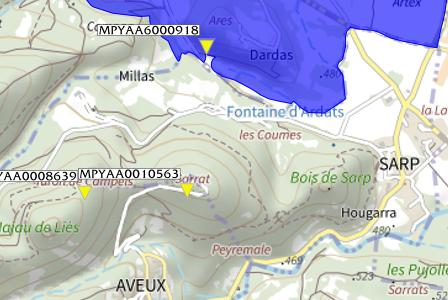 Artex
Ares
MPYAA6000918
Dardas
480
Millas
Fontaine d'Ardats
les Coumes
SARP
YAA0008639
MPYAA0010563
Bois de Sarp
Hougarra
480
Peyremale
469
AVEUX
523
les Pujolle
Sarrats